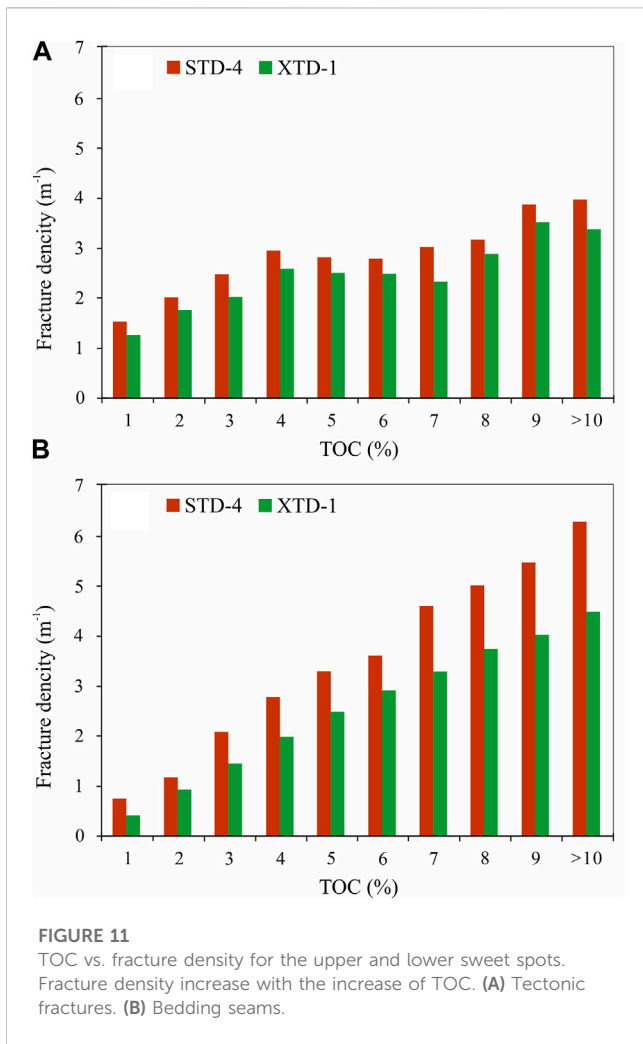 A
STD-4 XTD-1
Fracture dencity (m⁻¹)
7
6
5
4
3
2
1
0
1 2 3 4 5 6 7 8 9 >10
TOC (%)
B
STD-4 XTD-1
Fracture dencity (m⁻¹)
7
6
5
4
3
2
1
0
1 2 3 4 5 6 7 8 9 >10
TOC (%)
FIGURE 11
TOC vs. fracture density for the upper and lower sweet spots.
Fracture density increase with the increase of TOC. (A) Tectonic
fractures. (B) Bedding seams.